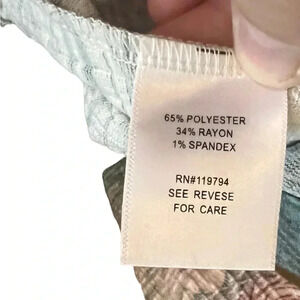 65% POLYESTER
34% RAYON
1% SPANDEX
RN#119794
SEE REVESE
FOR CARE